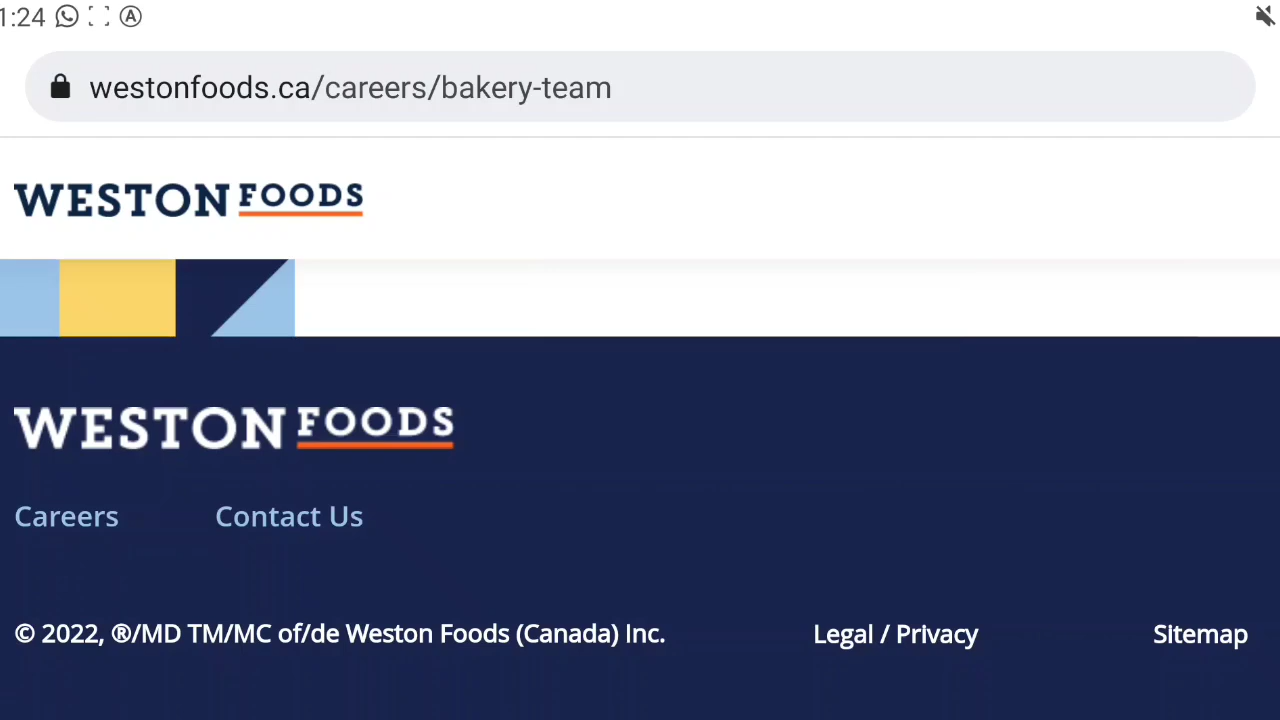 1:24
westonfoods.ca/careers/bakery-team
WESTON FOODS
WESTON FOODS
Careers Contact Us
© 2022, ®/MD TM/MC of/de Weston Foods (Canada) Inc. Legal / Privacy Sitemap